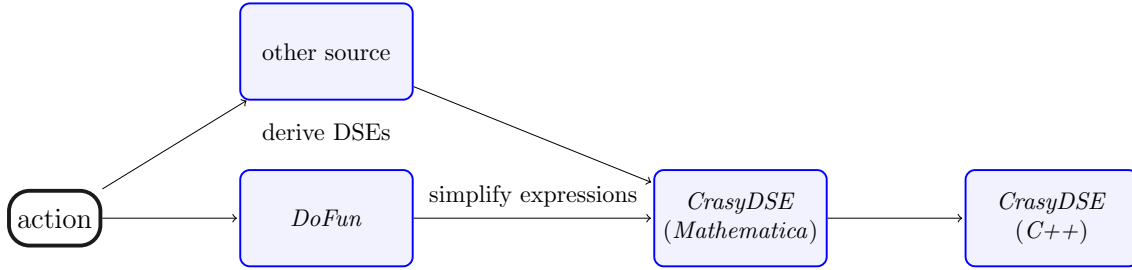 other source
derive DSEs
action
DoFun
simplify expressions
CrasyDSE
(Mathematica)
CrasyDSE
(C++)